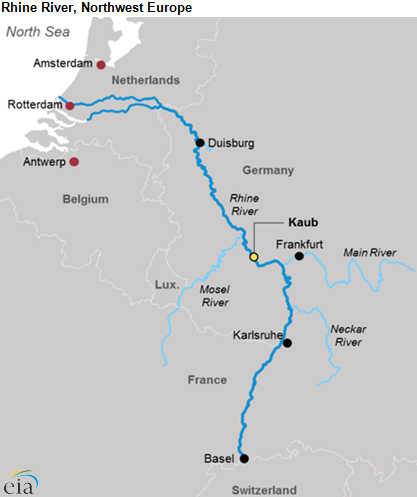 Rhine River, Northwest Europe
North Sea
Amsterdam
Netherlands
Rotterdam
Duisburg
Antwerp
Germany
Belgium
Rhine
River
Kaub
Frankfurt
Main River
Lux.
Mosel
River
Neckar
River
Karlsruhe
France
Basel
Switzerland
eia